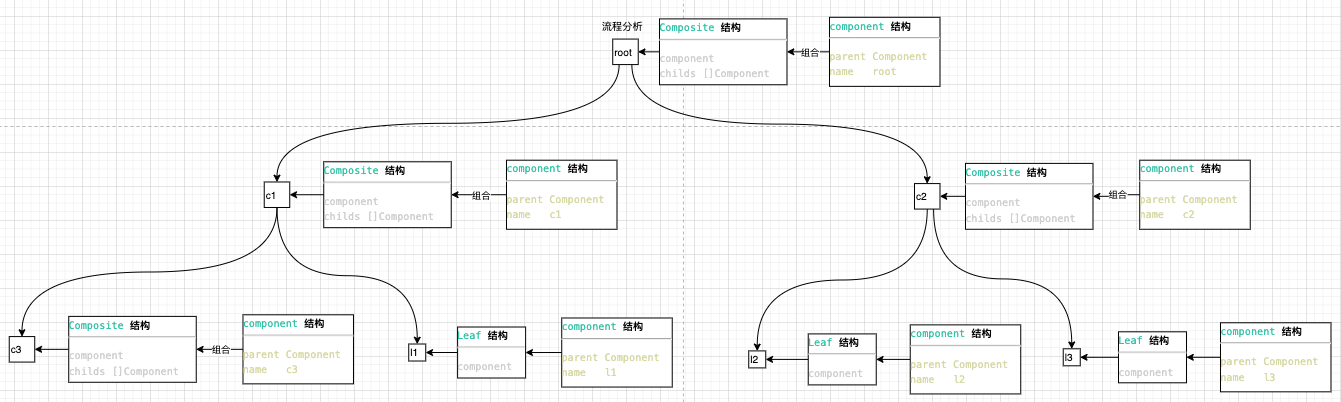 流程分析
root
Composite 结构
component
childs []Component
组合
component 结构
parent Component
name root
c1
Composite 结构
component
childs []Component
组合
component 结构
parent Component
name c1
c2
Composite 结构
component
childs []Component
组合
component 结构
parent Component
name c2
c3
Composite 结构
component
childs []Component
组合
component 结构
parent Component
name c3
l1
Leaf 结构
component
component 结构
parent Component
name l1
l2
Leaf 结构
component
component 结构
parent Component
name l2
l3
Leaf 结构
component
component 结构
parent Component
name l3